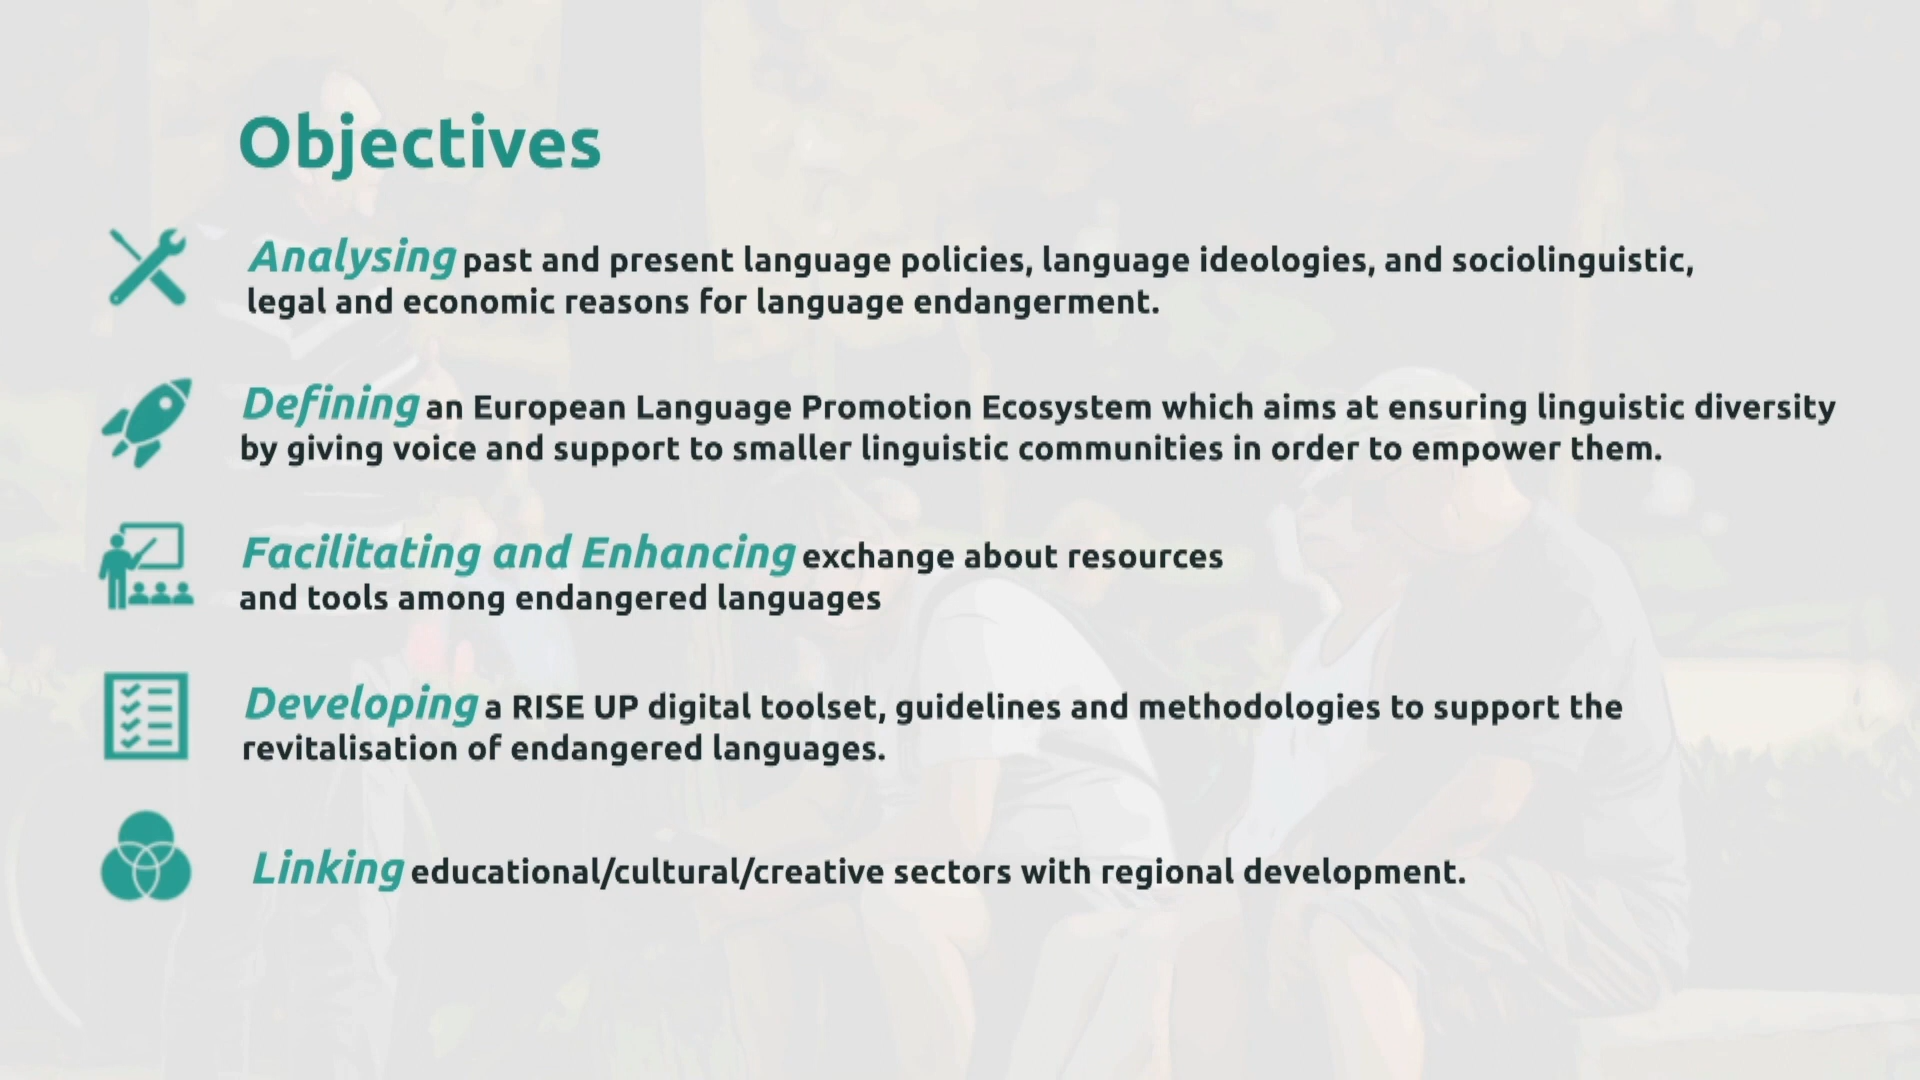 Objectives
Analysing past and present language policies, language ideologies, and sociolinguistic,
legal and economic reasons for language endangerment.
Defining an European Language Promotion Ecosystem which aims at ensuring linguistic diversity
by giving voice and support to smaller linguistic communities in order to empower them.
Facilitating and Enhancing exchange about resources
and tools among endangered languages
Developing a RISE UP digital toolset, guidelines and methodologies to support the
revitalisation of endangered languages.
Linking educational/cultural/creative sectors with regional development.